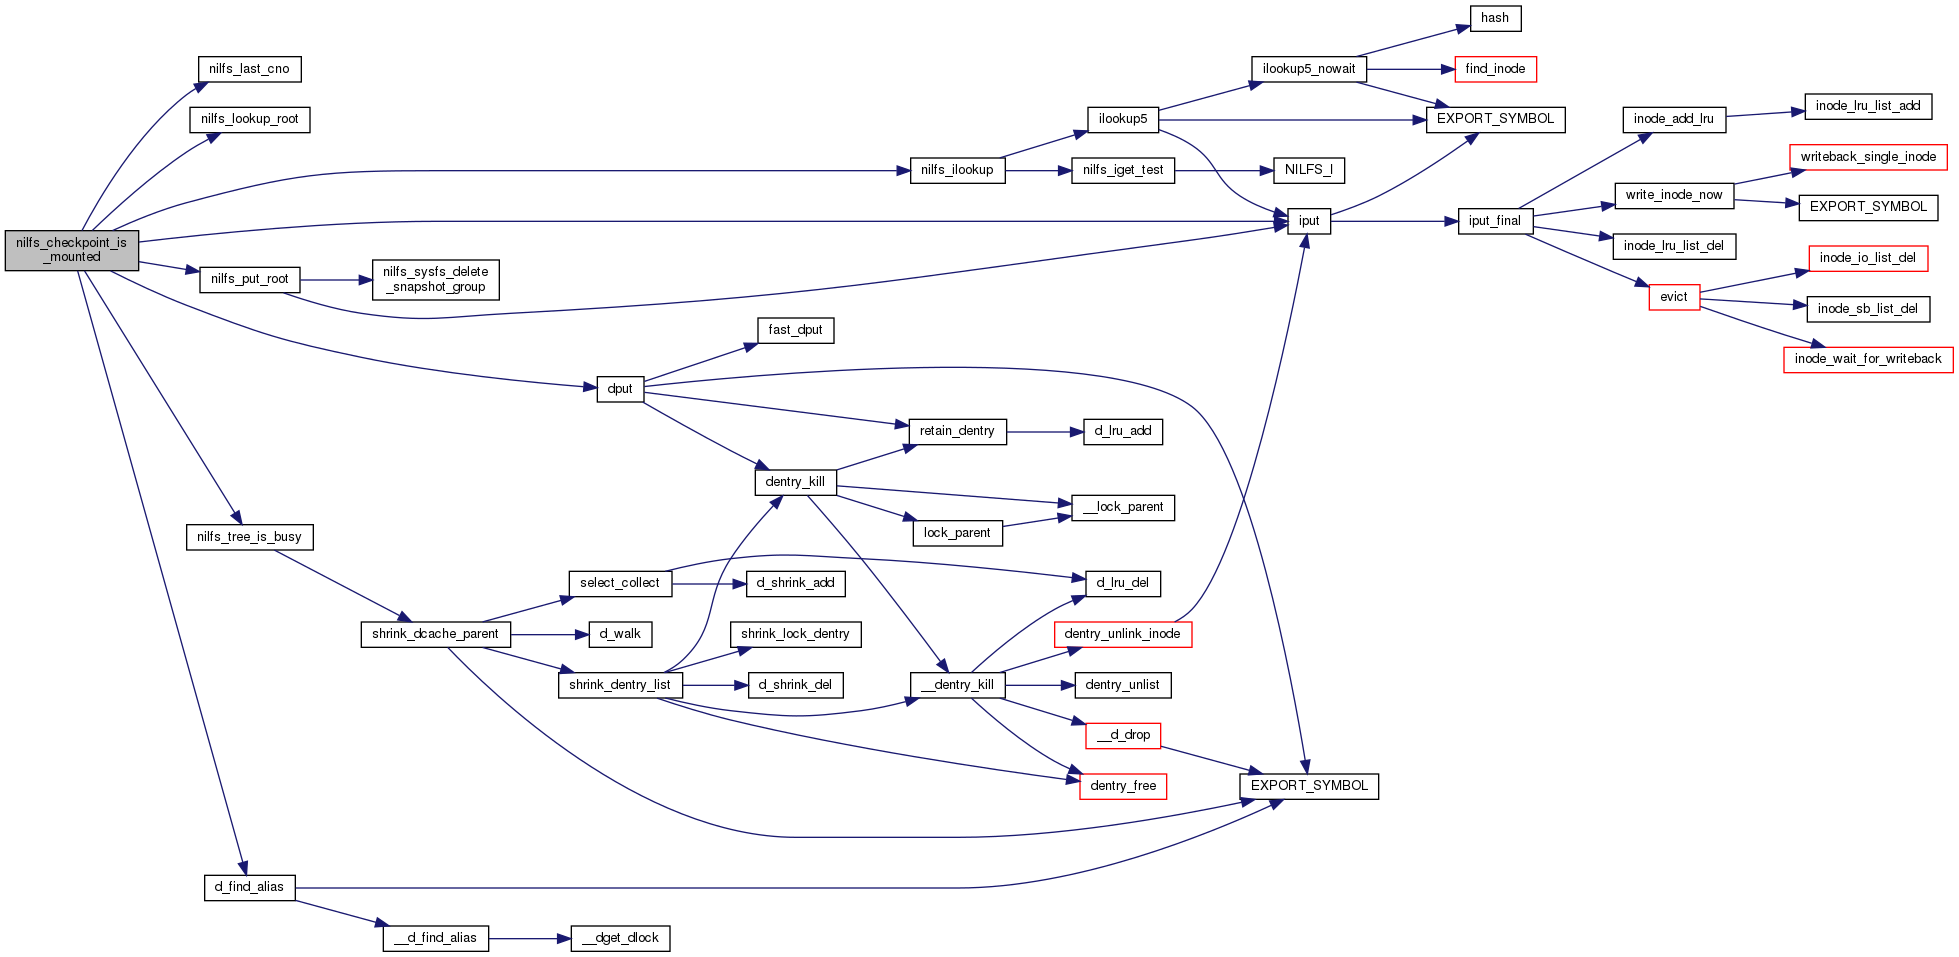 nilfs_checkpoint_is
_mounted
nilfs_last_cno
nilfs_lookup_root
nilfs_put_root
nilfs_sysfs_delete
_snapshot_group
nilfs_tree_is_busy
shrink_dcache_parent
d_find_alias
__d_find_alias
__dget_dlock
dput
select_collect
d_walk
shrink_dentry_list
fast_dput
dentry_kill
d_shrink_add
shrink_lock_dentry
d_shrink_del
nilfs_ilookup
retain_dentry
lock_parent
__dentry_kill
ilookup5
nilfs_iget_test
d_lru_add
__lock_parent
d_lru_del
dentry_unlink_inode
dentry_unlist
__d_drop
dentry_free
ilookup5_nowait
NILFS_I
iput
EXPORT_SYMBOL
hash
find_inode
EXPORT_SYMBOL
iput_final
inode_add_lru
write_inode_now
inode_lru_list_del
evict
inode_lru_list_add
writeback_single_inode
EXPORT_SYMBOL
inode_io_list_del
inode_sb_list_del
inode_wait_for_writeback